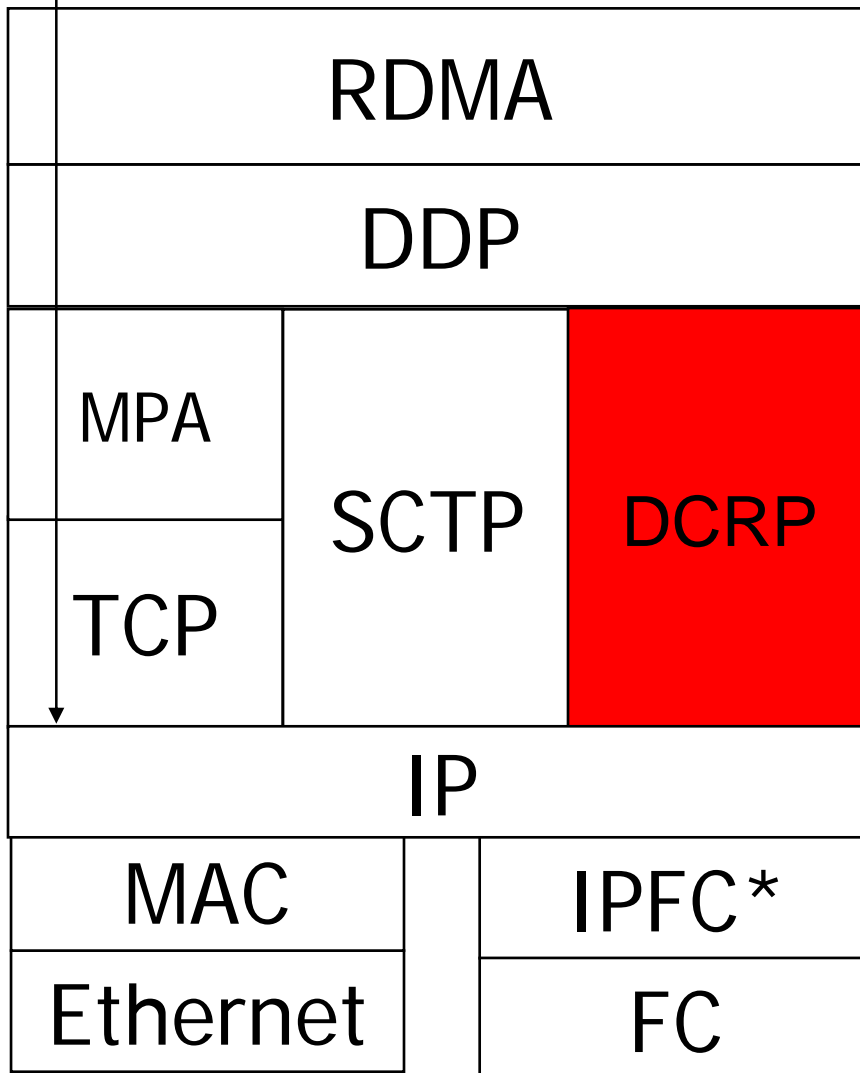 RDMA
DDP
MPA
SCTP
DCRP
TCP
IP
MAC
IPFC*
Ethernet
FC